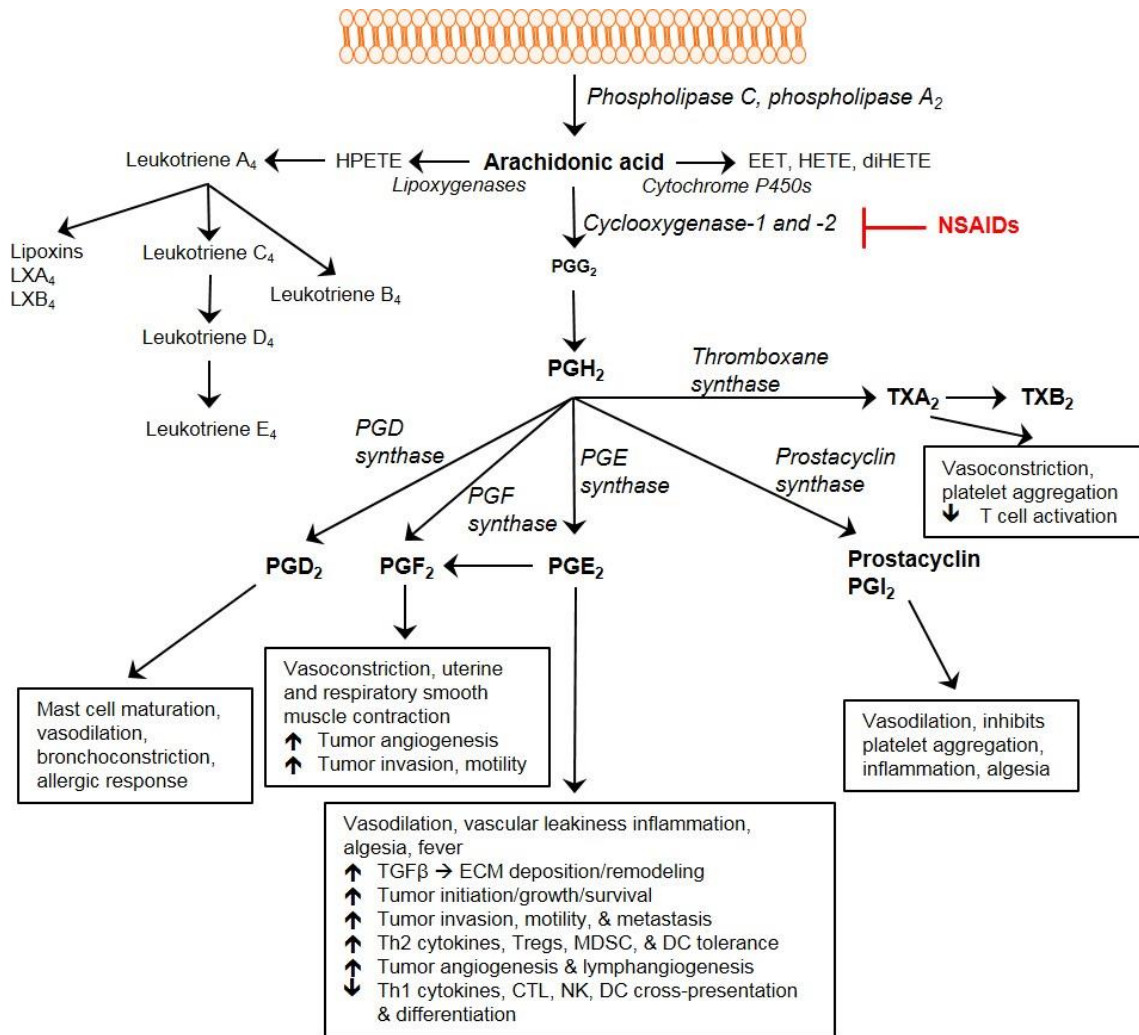 Phospholipase C, phospholipase A₂
Leukotriene A₄
HPETE
Arachidonic acid
EET, HETE, diHETE
Lipoxygenases
Cytochrome P450s
Cyclooxygenase-1 and -2
NSAIDs
Lipoxins
LXA₄
LXB₄
Leukotriene C₄
Leukotriene B₄
PGG₂
Leukotriene D₄
Leukotriene E₄
PGH₂
Thromboxane
synthase
TXA₂
TXB₂
Vasoconstriction,
platelet aggregation
↓ T cell activation
PGD
synthase
PGF
synthase
PGE
synthase
Prostacyclin
synthase
PGD₂
PGF₂
PGE₂
Prostacyclin
PGI₂
Mast cell maturation,
vasodilation,
bronchoconstriction,
allergic response
Vasoconstriction, uterine
and respiratory smooth
muscle contraction
↑ Tumor angiogenesis
↑ Tumor invasion, motility
Vasodilation, inhibits
platelet aggregation,
inflammation, algesia
Vasodilation, vascular leakiness inflammation,
algesia, fever
↑ TGFβ → ECM deposition/remodeling
↑ Tumor initiation/growth/survival
↑ Tumor invasion, motility, & metastasis
↑ Th2 cytokines, Tregs, MDSC, & DC tolerance
↑ Tumor angiogenesis & lymphangiogenesis
↓ Th1 cytokines, CTL, NK, DC cross-presentation
& differentiation